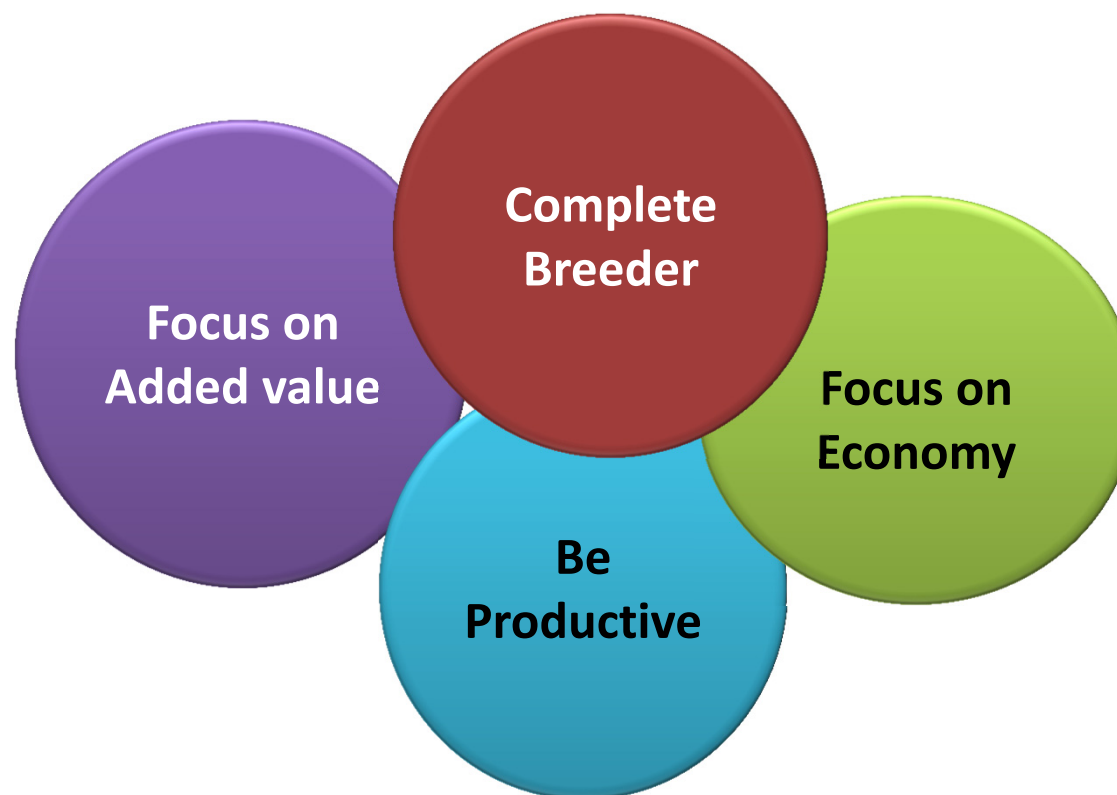 Complete
Breeder
Focus on
Added value
Focus on
Economy
Be
Productive